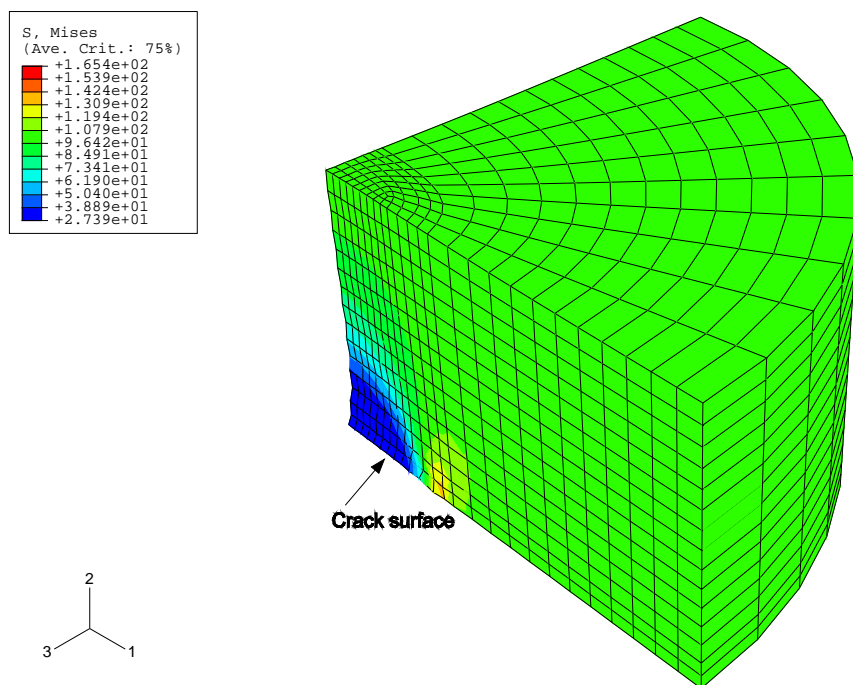 S, Mises
(Ave. Crit.: 75%)
+1.654e+02
+1.539e+02
+1.424e+02
+1.309e+02
+1.194e+02
+1.079e+02
+9.642e+01
+8.491e+01
+7.341e+01
+6.190e+01
+5.040e+01
+3.889e+01
+2.739e+01
Crack surface
2
3
1